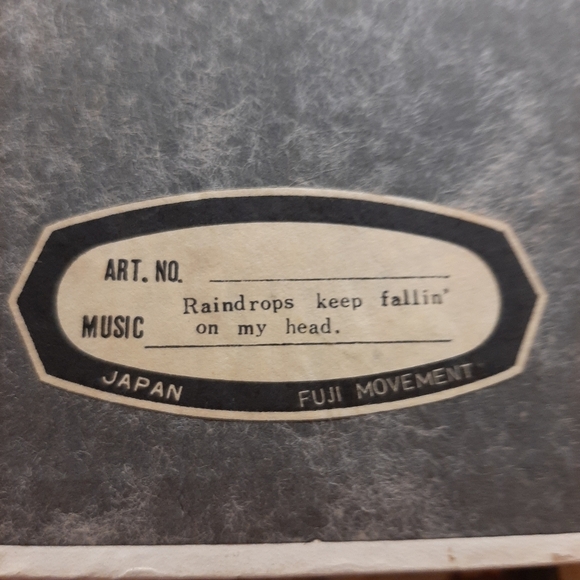 ART. NO.
Raindrops keep fallin'
MUSIC on my head.
JAPAN FUJI MOVEMENT